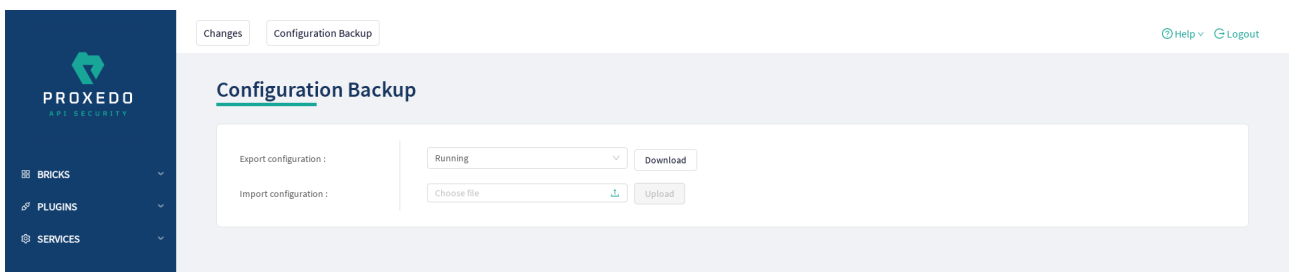 Changes
Configuration Backup
Help
Logout
PROXEDO
API SECURITY
Configuration Backup
Export configuration :
Running
Download
Import configuration :
Choose file
Upload
BRICKS
PLUGINS
SERVICES